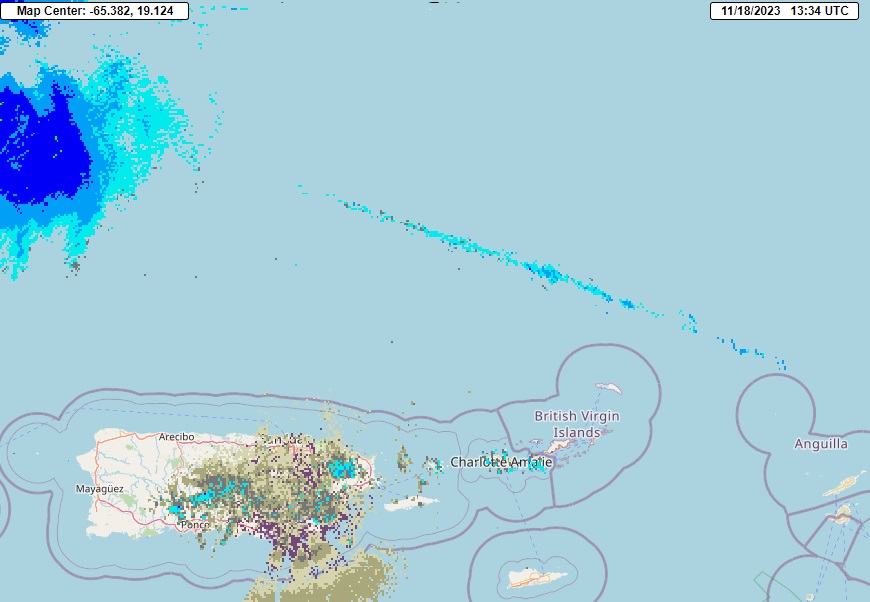 Map Center: -65.382, 19.124
11/18/2023 13:34 UTC
British Virgin
Islands
Anguilla
Arecibo
Charlotte Amalie
Mayagüez
Ponce